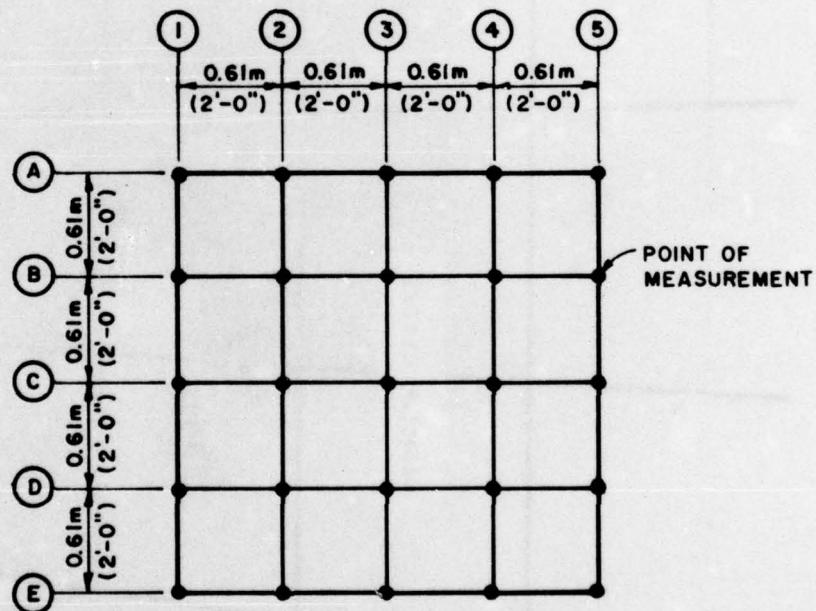 1 2 3 4 5
0.61m 0.61m 0.61m 0.61m
(2'-0") (2'-0") (2'-0") (2'-0")
A
0.61m
(2'-0")
B
POINT OF
MEASUREMENT
0.61m
(2'-0")
C
0.61m
(2'-0")
D
0.61m
(2'-0")
E